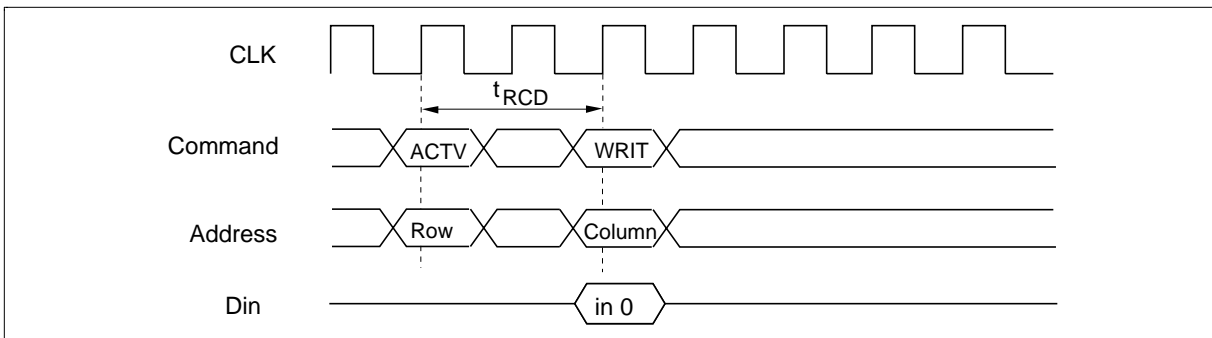 CLK
tRCD
Command ACTV WRIT
Address Row Column
Din in 0